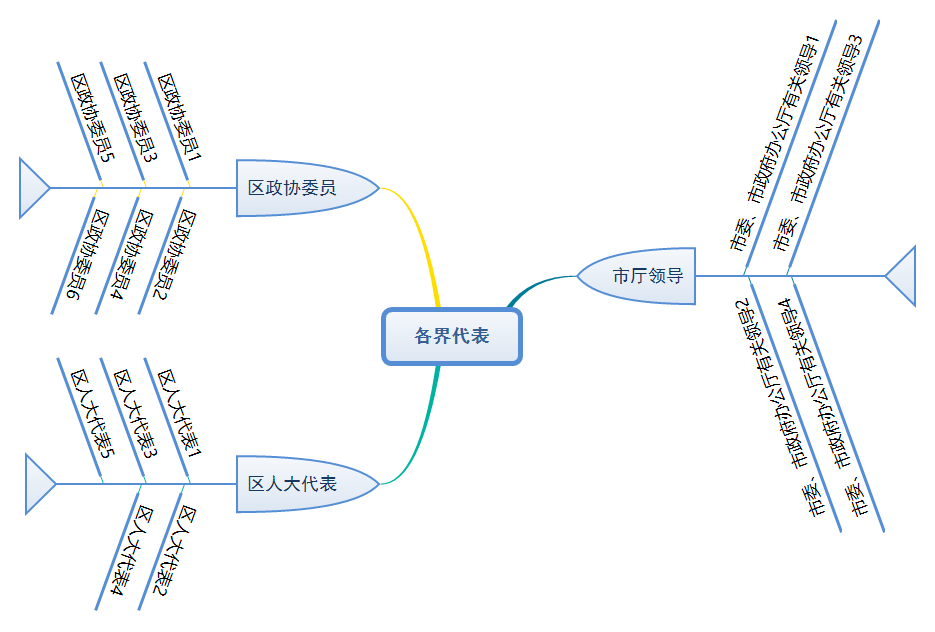 各界代表
区政协委员
区政协委员1
区政协委员2
区政协委员3
区政协委员4
区政协委员5
区政协委员6
区人大代表
区人大代表1
区人大代表2
区人大代表3
区人大代表4
区人大代表5
市厅领导
市委、市政府办公厅有关领导1
市委、市政府办公厅有关领导2
市委、市政府办公厅有关领导3
市委、市政府办公厅有关领导4